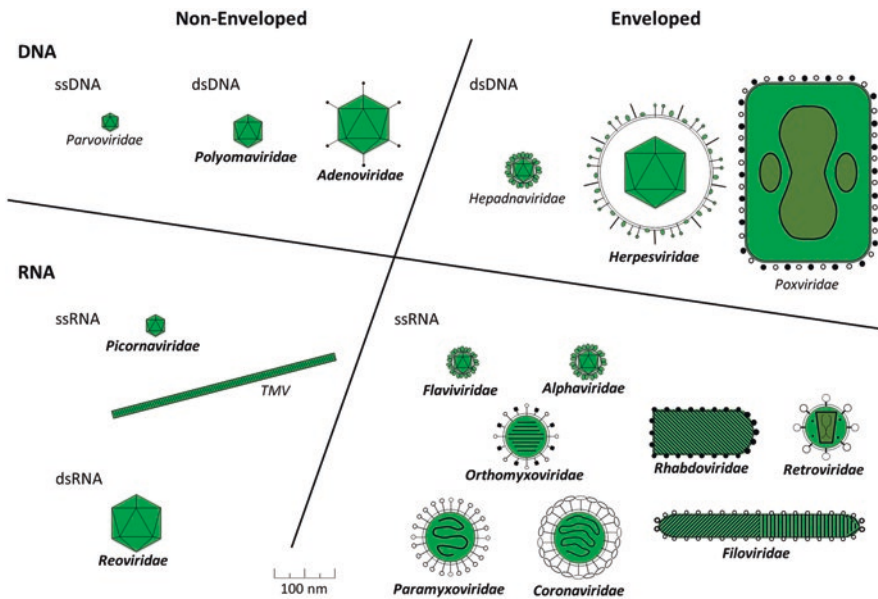 Non-Enveloped
Enveloped
DNA
ssDNA
dsDNA
Parvoviridae
Polyomaviridae
Adenoviridae
dsDNA
Hepadnaviridae
Herpesviridae
Poxviridae
RNA
ssRNA
Picornaviridae
TMV
dsRNA
Reoviridae
100 nm
ssRNA
Flaviviridae
Alphaviridae
Orthomyxoviridae
Rhabdoviridae
Retroviridae
Paramyxoviridae
Coronaviridae
Filoviridae